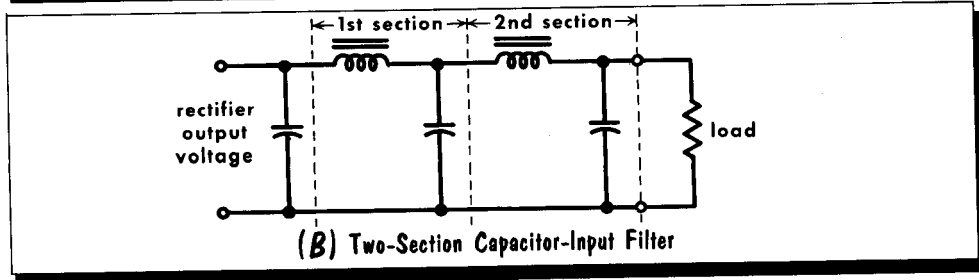 1st section
2nd section
rectifier
output
voltage
load
(B) Two-Section Capacitor-Input Filter